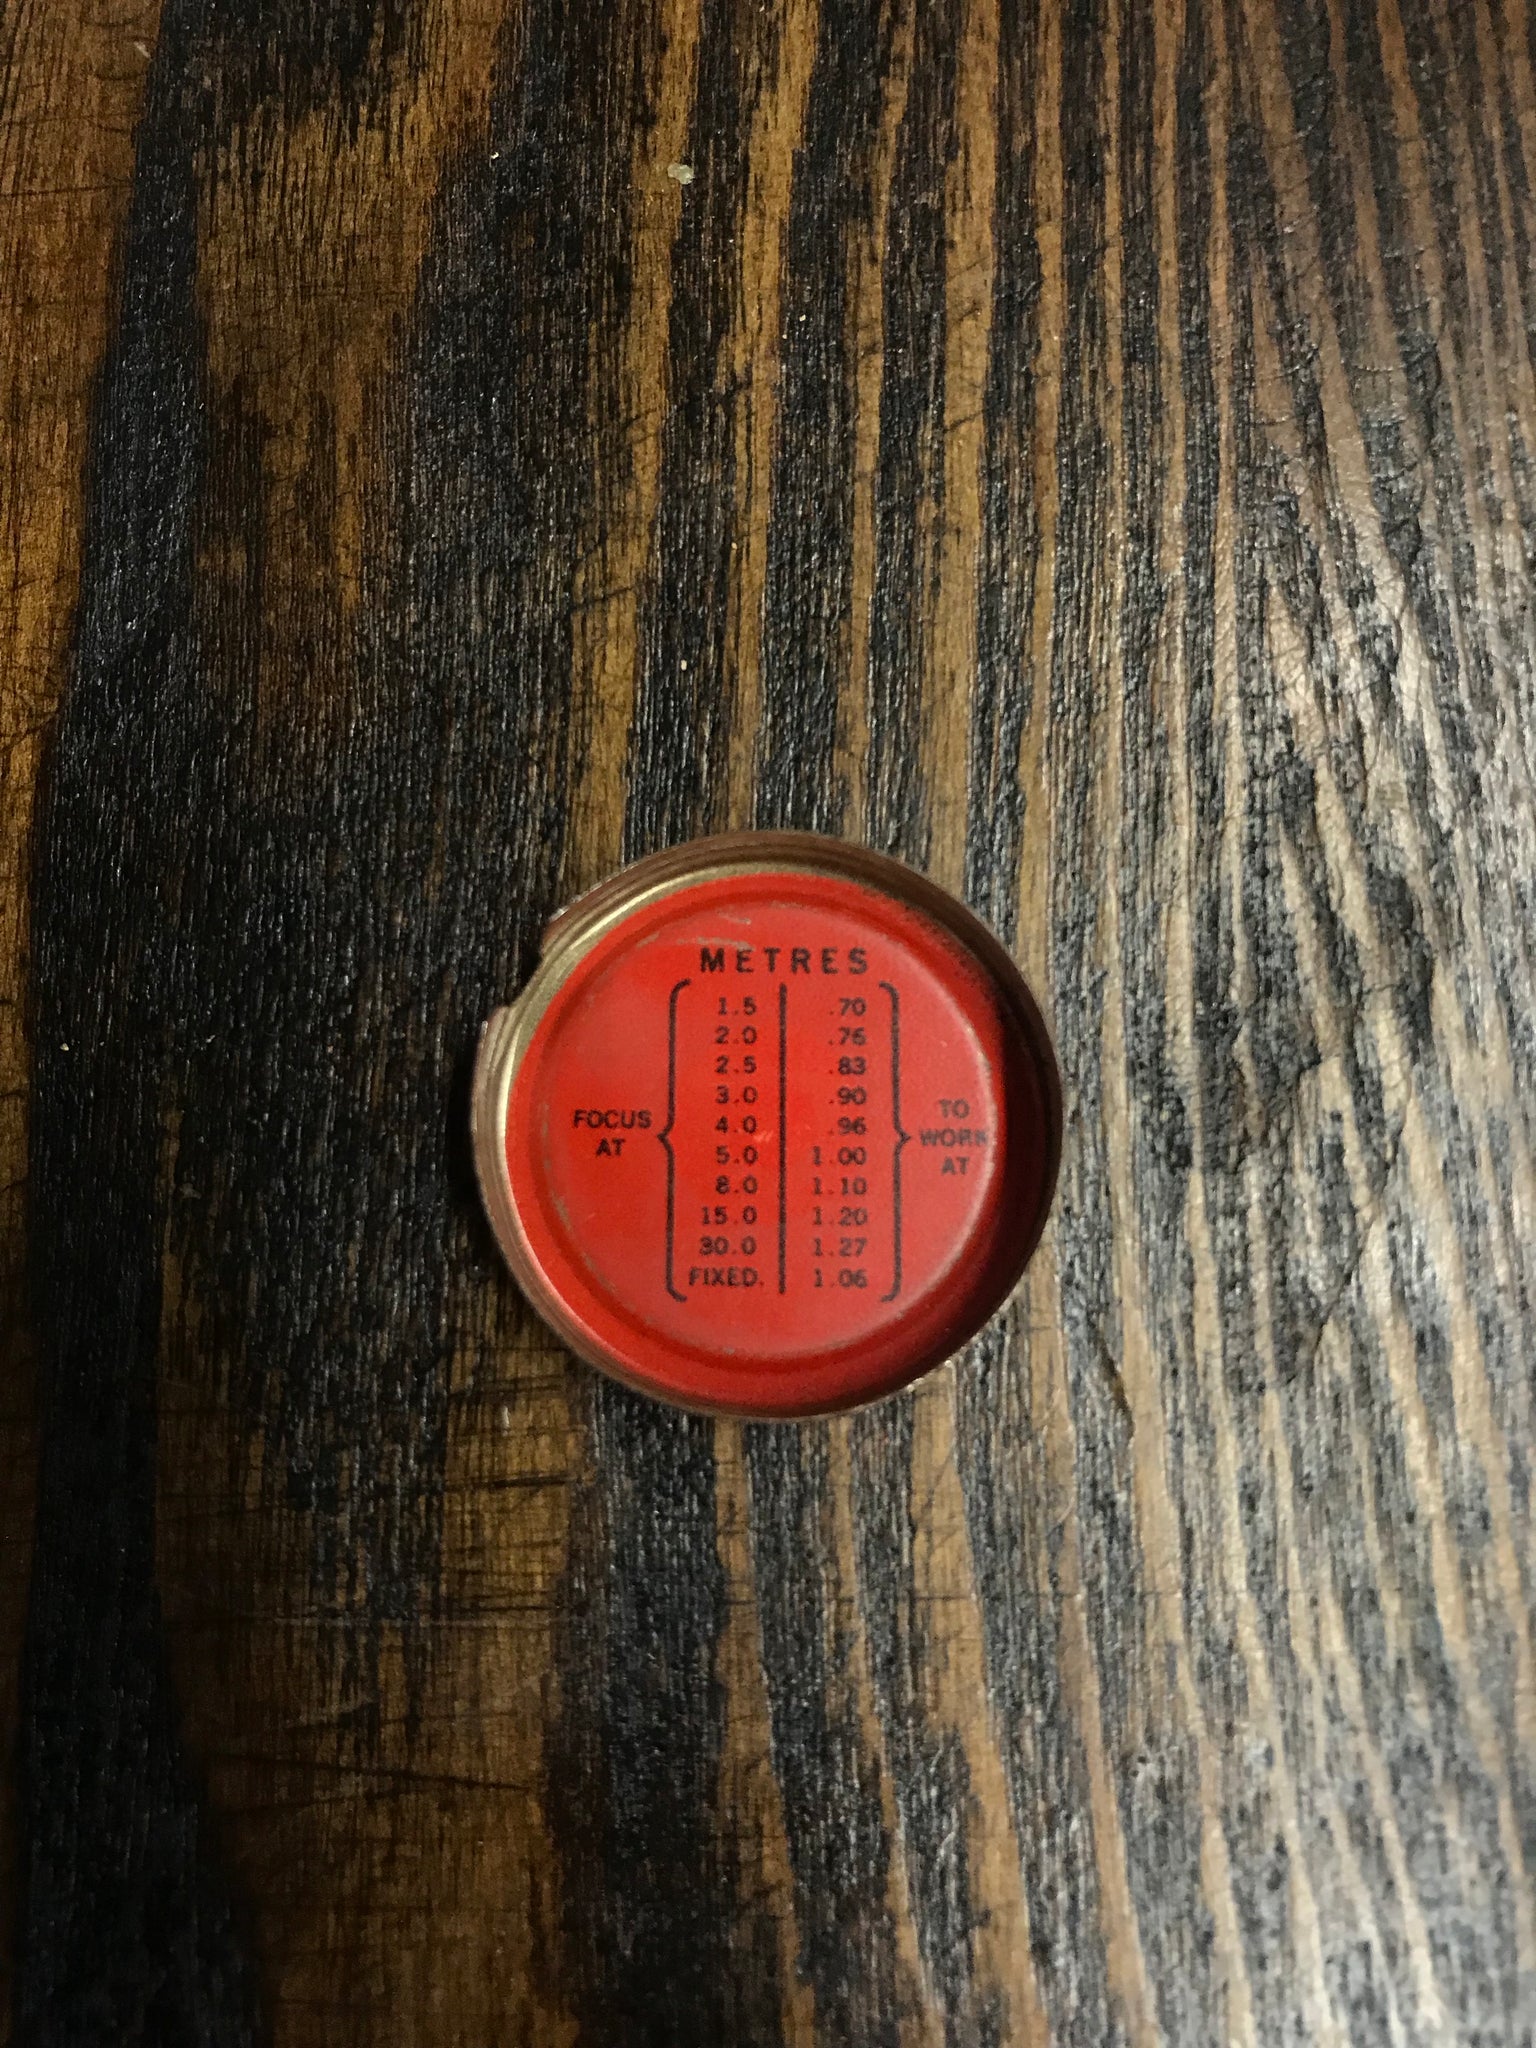 METRES
FOCUS AT
1.5 .70
2.0 .76
2.5 .83
3.0 .90
4.0 .96
5.0 1.00
8.0 1.10
15.0 1.20
30.0 1.27
FIXED. 1.06
TO WORK AT